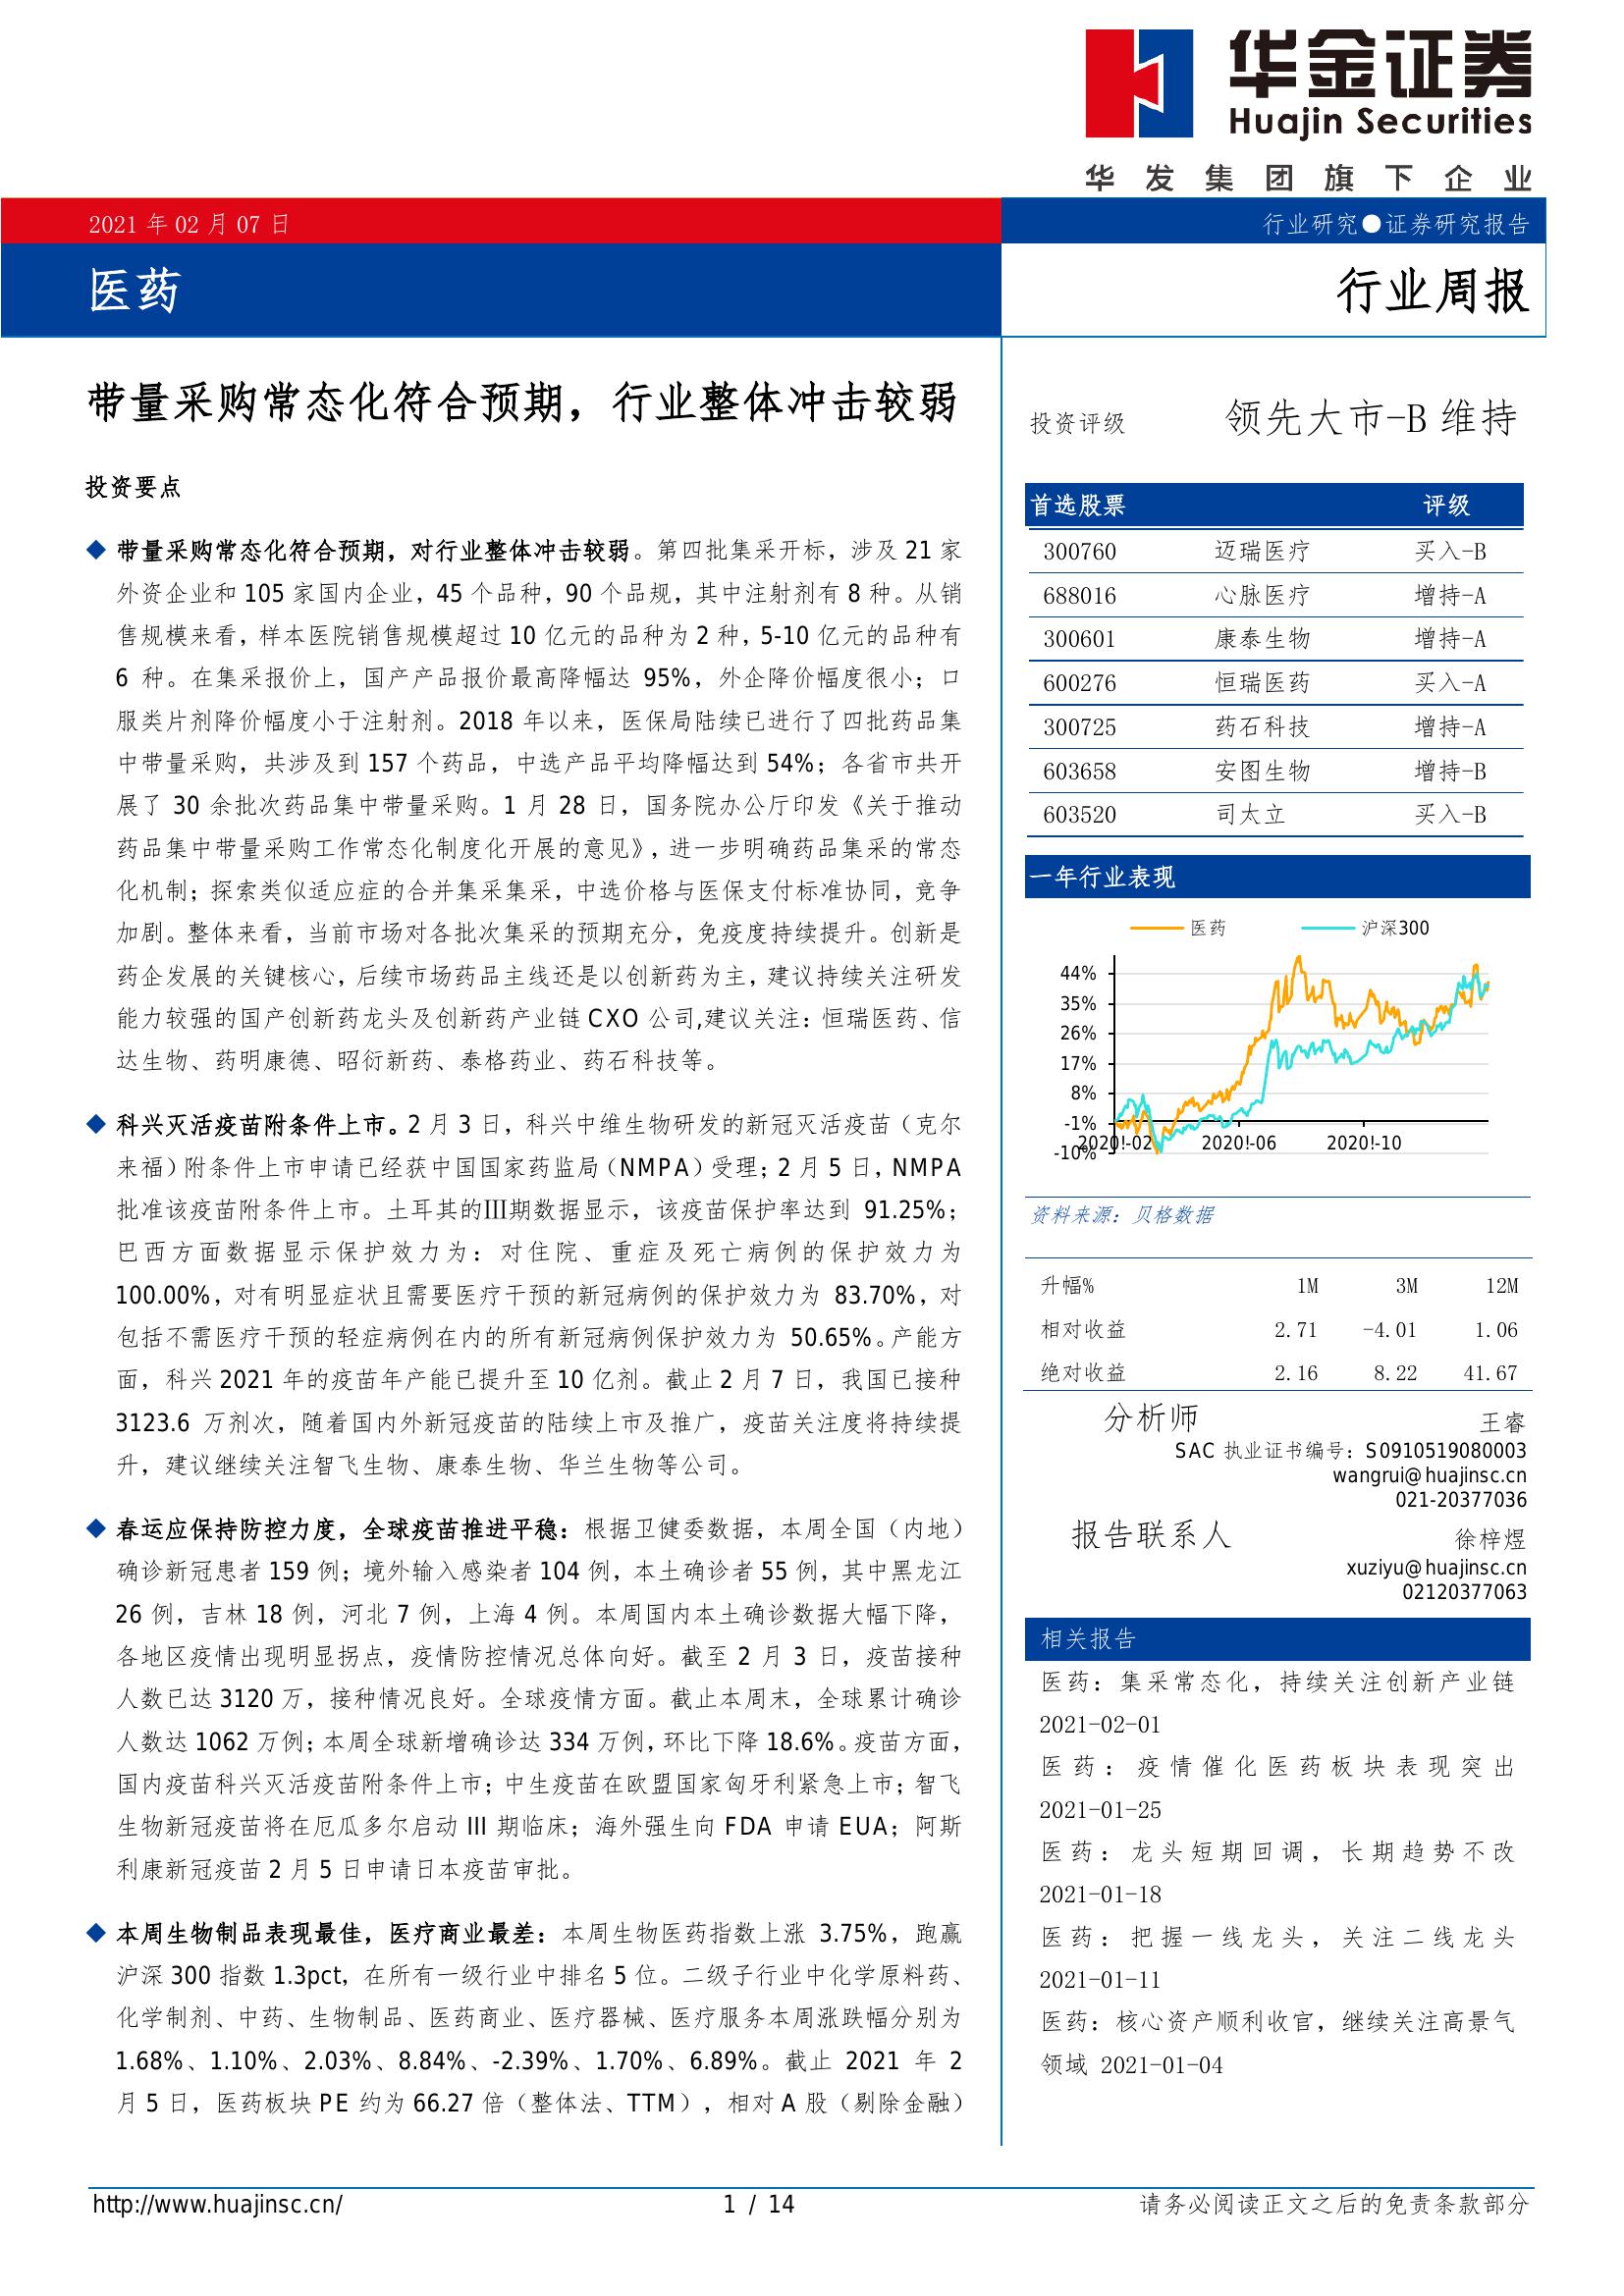 华金证券
Huajin Securities
华发集团旗下企业
2021 年 02 月 07 日
行业研究●证券研究报告
医药
行业周报
带量采购常态化符合预期，行业整体冲击较弱
投资要点
◆ 带量采购常态化符合预期，对行业整体冲击较弱。第四批集采开标，涉及 21 家
外资企业和 105 家国内企业，45 个品种，90 个品规，其中注射剂有 8 种。从销
售规模来看，样本医院销售规模超过 10 亿元的品种为 2 种，5-10 亿元的品种有
6 种。在集采报价上，国产产品报价最高降幅达 95%，外企降价幅度很小；口
服类片剂降价幅度小于注射剂。2018 年以来，医保局陆续已进行了四批药品集
中带量采购，共涉及到 157 个药品，中选产品平均降幅达到 54%；各省市共开
展了 30 余批次药品集中带量采购。1 月 28 日，国务院办公厅印发《关于推动
药品集中带量采购工作常态化制度化开展的意见》，进一步明确药品集采的常态
化机制；探索类似适应症的合并集采集采，中选价格与医保支付标准协同，竞争
加剧。整体来看，当前市场对各批次集采的预期充分，免疫度持续提升。创新是
药企发展的关键核心，后续市场药品主线还是以创新药为主，建议持续关注研发
能力较强的国产创新药龙头及创新药产业链 CXO 公司,建议关注：恒瑞医药、信
达生物、药明康德、昭衍新药、泰格药业、药石科技等。
◆ 科兴灭活疫苗附条件上市。2 月 3 日，科兴中维生物研发的新冠灭活疫苗（克尔
来福）附条件上市申请已经获中国国家药监局（NMPA）受理；2 月 5 日，NMPA
批准该疫苗附条件上市。土耳其的Ⅲ期数据显示，该疫苗保护率达到 91.25%；
巴西方面数据显示保护效力为：对住院、重症及死亡病例的保护效力为
100.00%，对有明显症状且需要医疗干预的新冠病例的保护效力为 83.70%，对
包括不需医疗干预的轻症病例在内的所有新冠病例保护效力为 50.65%。产能方
面，科兴 2021 年的疫苗年产能已提升至 10 亿剂。截止 2 月 7 日，我国已接种
3123.6 万剂次，随着国内外新冠疫苗的陆续上市及推广，疫苗关注度将持续提
升，建议继续关注智飞生物、康泰生物、华兰生物等公司。
◆ 春运应保持防控力度，全球疫苗推进平稳：根据卫健委数据，本周全国（内地）
确诊新冠患者 159 例；境外输入感染者 104 例，本土确诊者 55 例，其中黑龙江
26 例，吉林 18 例，河北 7 例，上海 4 例。本周国内本土确诊数据大幅下降，
各地区疫情出现明显拐点，疫情防控情况总体向好。截至 2 月 3 日，疫苗接种
人数已达 3120 万，接种情况良好。全球疫情方面。截止本周末，全球累计确诊
人数达 1062 万例；本周全球新增确诊达 334 万例，环比下降 18.6%。疫苗方面，
国内疫苗科兴灭活疫苗附条件上市；中生疫苗在欧盟国家匈牙利紧急上市；智飞
生物新冠疫苗将在厄瓜多尔启动 III 期临床；海外强生向 FDA 申请 EUA；阿斯
利康新冠疫苗 2 月 5 日申请日本疫苗审批。
◆ 本周生物制品表现最佳，医疗商业最差：本周生物医药指数上涨 3.75%，跑赢
沪深 300 指数 1.3pct，在所有一级行业中排名 5 位。二级子行业中化学原料药、
化学制剂、中药、生物制品、医药商业、医疗器械、医疗服务本周涨跌幅分别为
1.68%、1.10%、2.03%、8.84%、-2.39%、1.70%、6.89%。截止 2021 年 2
月 5 日，医药板块 PE 约为 66.27 倍（整体法、TTM），相对 A 股（剔除金融）
投资评级 领先大市-B 维持
首选股票 评级
300760 迈瑞医疗 买入-B
688016 心脉医疗 增持-A
300601 康泰生物 增持-A
600276 恒瑞医药 买入-A
300725 药石科技 增持-A
603658 安图生物 增持-B
603520 司太立 买入-B
一年行业表现
医药 沪深300
44%
35%
26%
17%
8%
-1%
-10%
2020!-02 2020!-06 2020!-10
资料来源：贝格数据
升幅% 1M 3M 12M
相对收益 2.71 -4.01 1.06
绝对收益 2.16 8.22 41.67
分析师 王睿
SAC 执业证书编号：S0910519080003
wangrui@huajinsc.cn
021-20377036
报告联系人 徐梓煜
xuziyu@huajinsc.cn
02120377063
相关报告
医药：集采常态化，持续关注创新产业链
2021-02-01
医药：疫情催化医药板块表现突出
2021-01-25
医药：龙头短期回调，长期趋势不改
2021-01-18
医药：把握一线龙头，关注二线龙头
2021-01-11
医药：核心资产顺利收官，继续关注高景气
领域 2021-01-04
http://www.huajinsc.cn/ 1 / 14 请务必阅读正文之后的免责条款部分